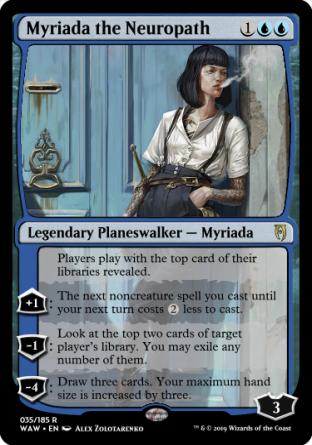 Myriada the Neuropath 1
Legendary Planeswalker — Myriada
Players play with the top card of their
libraries revealed.
+1: The next noncreature spell you cast until
your next turn costs 2 less to cast.
-1: Look at the top two cards of target
player's library. You may exile any
number of them.
-4: Draw three cards. Your maximum hand
size is increased by three.
3
035/185 R
WAW • EN ALEX ZOLOTARENKO
™ & © 2019 Wizards of the Coast